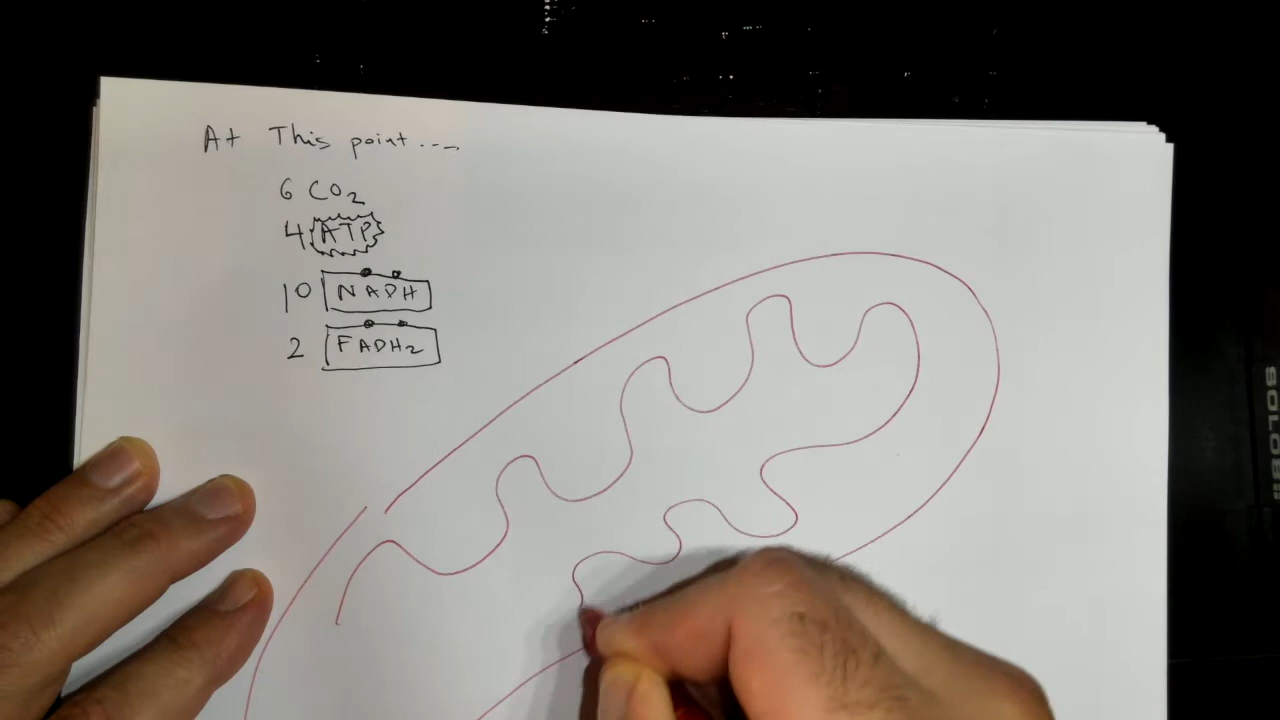 At This point....
6 CO2
4 ATP
10 NADH
2 FADH2